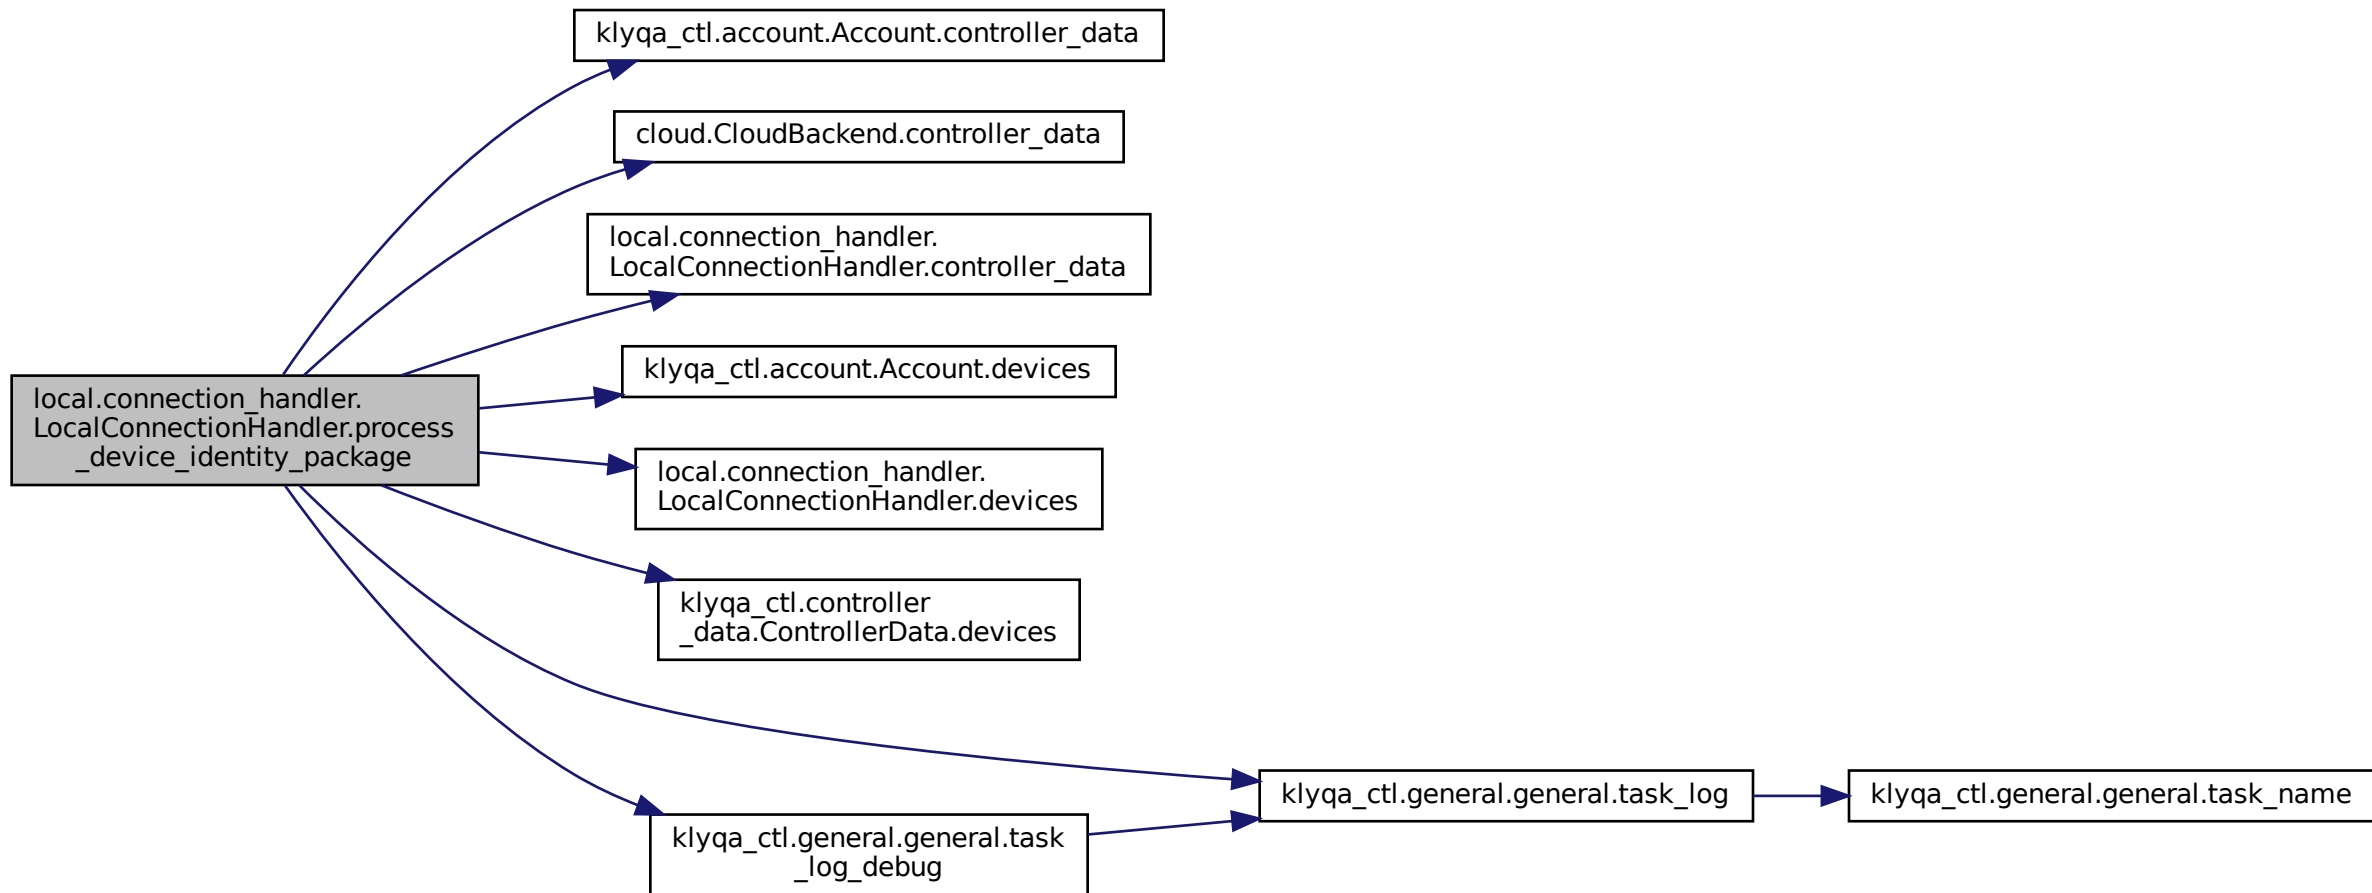 klyqa_ctl.account.Account.controller_data
cloud.CloudBackend.controller_data
local.connection_handler.
LocalConnectionHandler.controller_data
klyqa_ctl.account.Account.devices
local.connection_handler.
LocalConnectionHandler.process
_device_identity_package
local.connection_handler.
LocalConnectionHandler.devices
klyqa_ctl.controller
_data.ControllerData.devices
klyqa_ctl.general.general.task_log
klyqa_ctl.general.general.task_name
klyqa_ctl.general.general.task
_log_debug